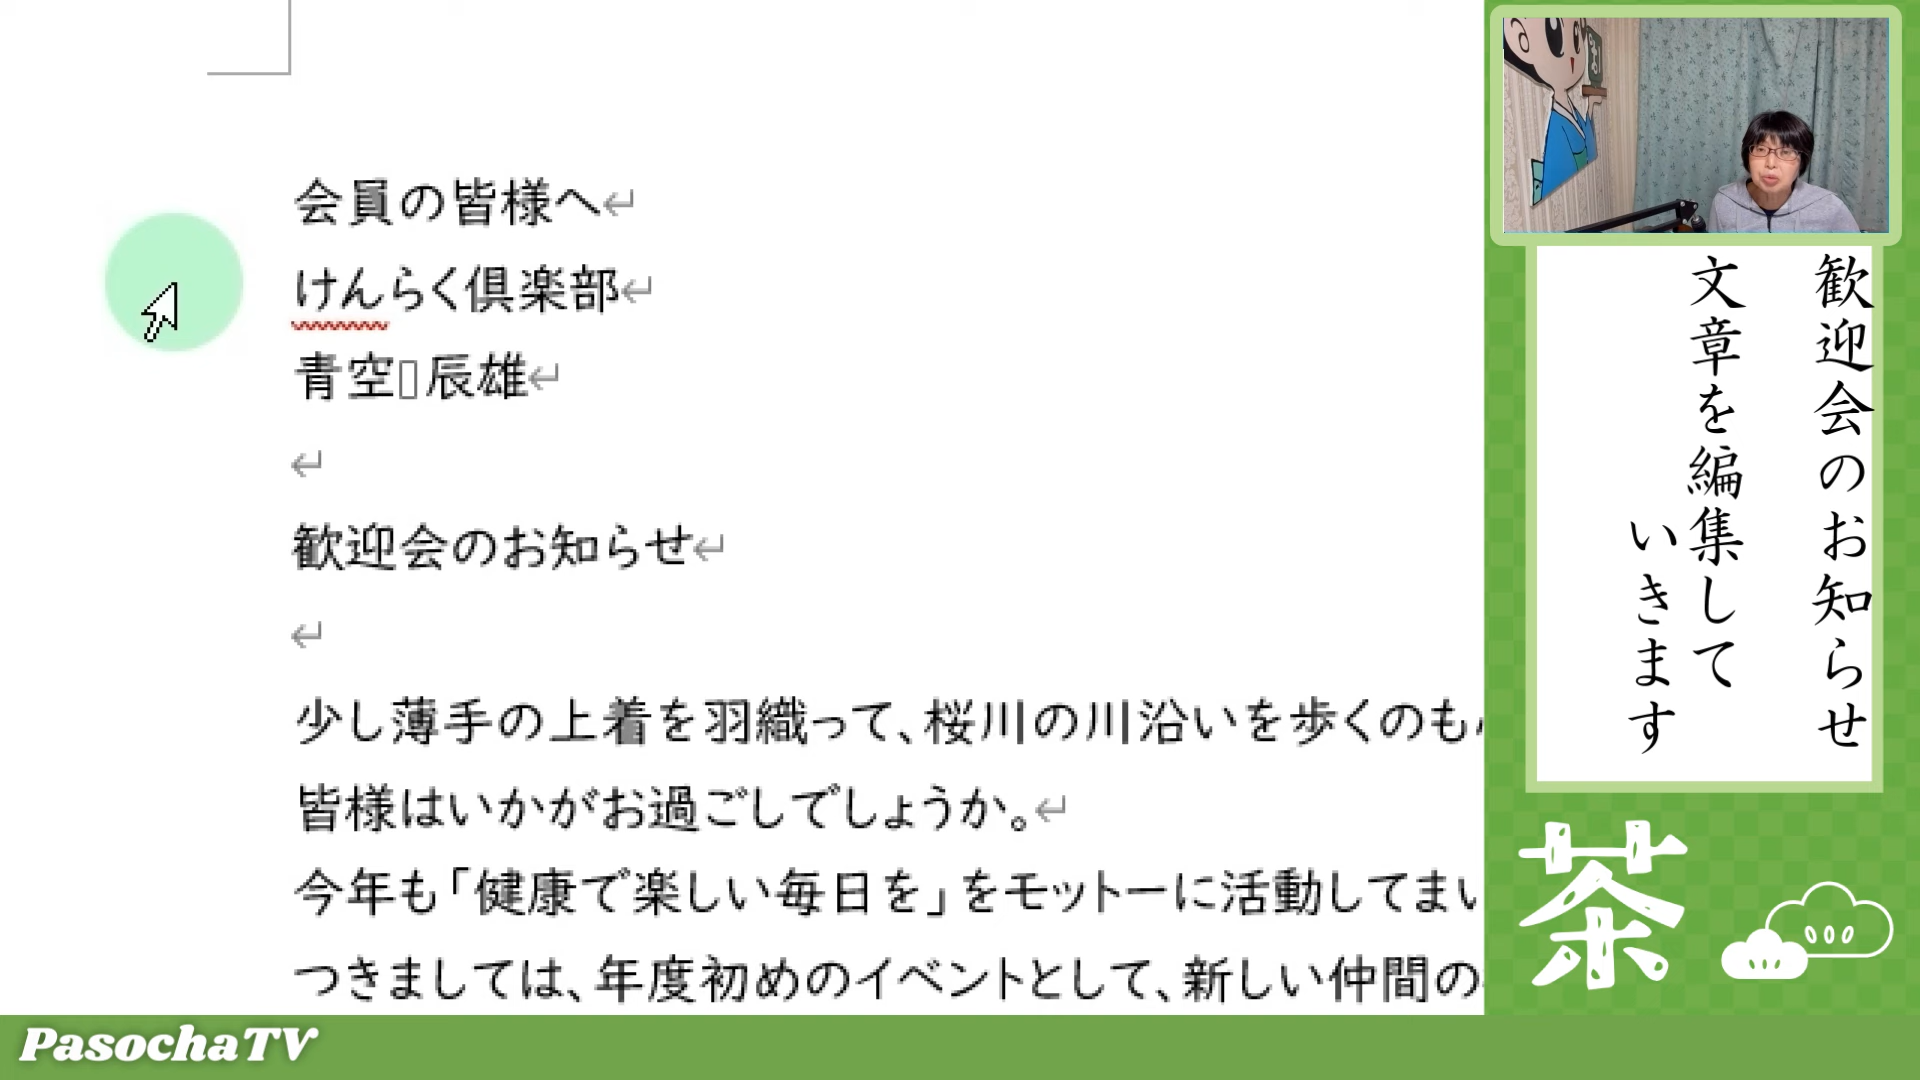 会員の皆様へ
けんらく倶楽部
青空 辰雄
歓迎会のお知らせ
少し薄手の上着を羽織って、桜川の川沿いを歩くのも
皆様はいかがお過ごしでしょうか。
今年も「健康で楽しい毎日を」をモットーに活動してまい
つきましては、年度初めのイベントとして、新しい仲間の
歓迎会のお知らせ
文章を編集して
いきます
茶
PasochaTV